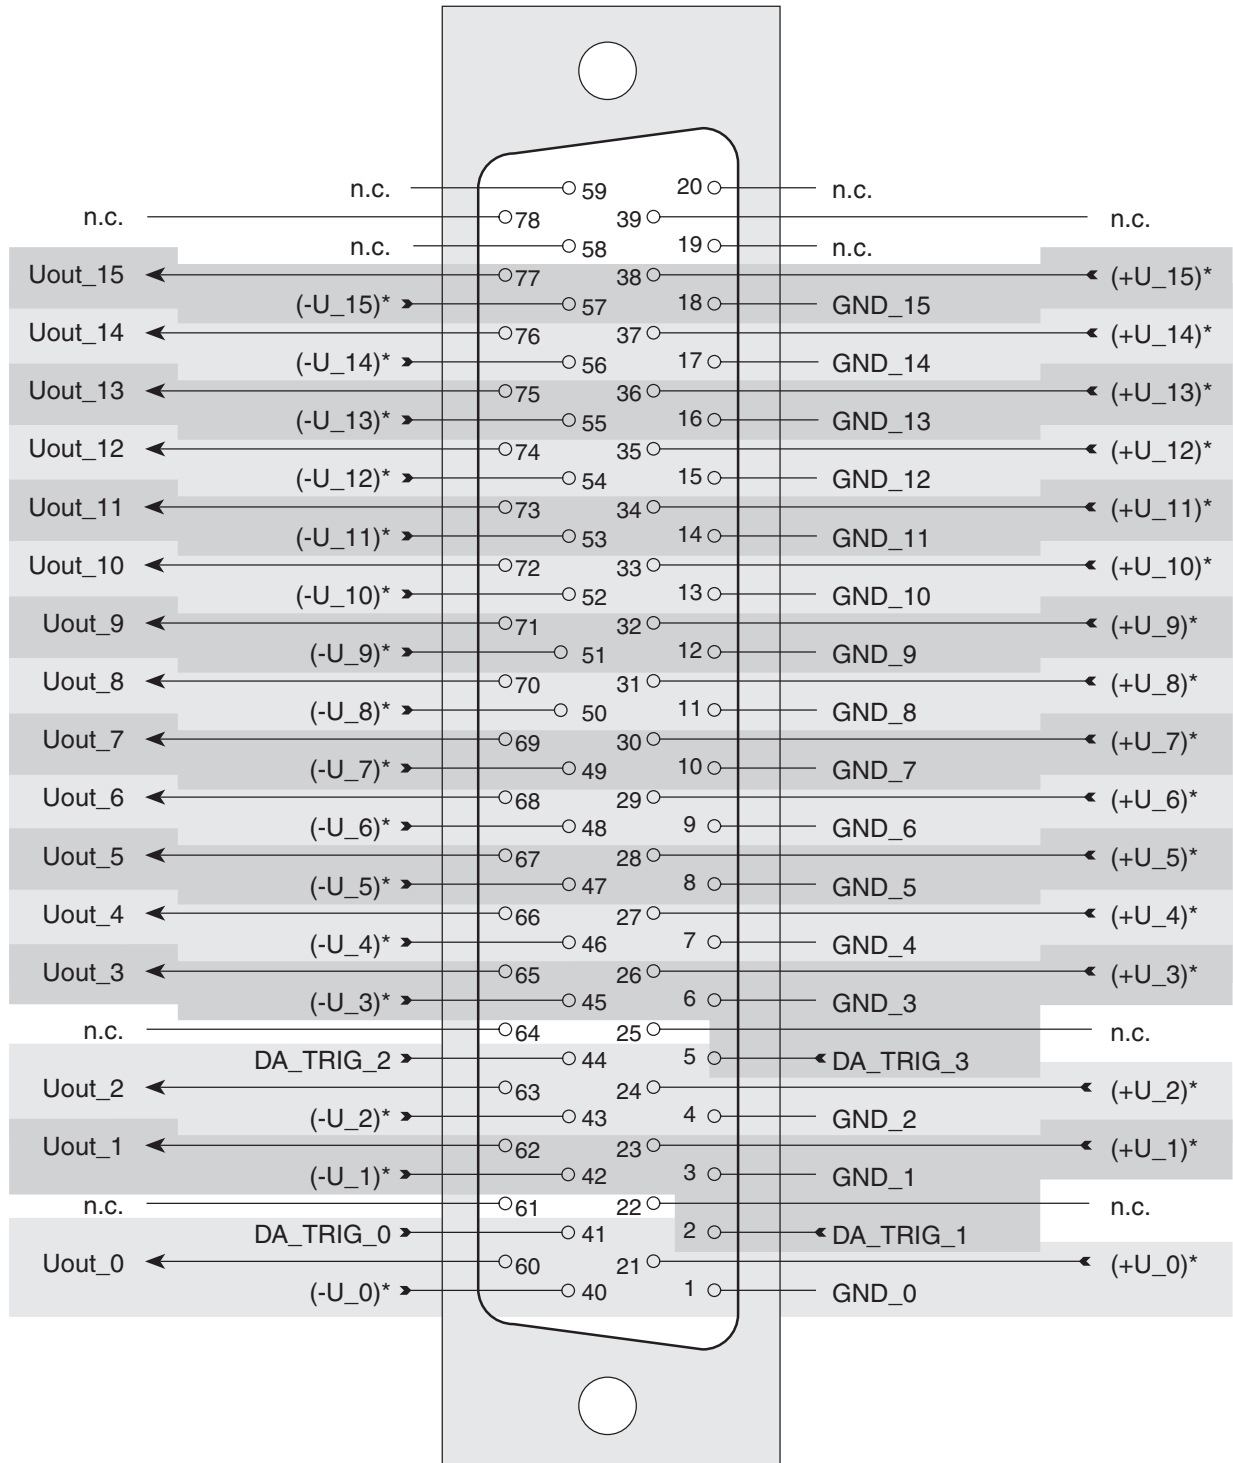 n.c. 59 20 n.c.
n.c. 78 39 n.c.
n.c. 58 19 n.c.
Uout_15 77 38 (+U_15)*
(-U_15)* 57 18 GND_15
Uout_14 76 37 (+U_14)*
(-U_14)* 56 17 GND_14
Uout_13 75 36 (+U_13)*
(-U_13)* 55 16 GND_13
Uout_12 74 35 (+U_12)*
(-U_12)* 54 15 GND_12
Uout_11 73 34 (+U_11)*
(-U_11)* 53 14 GND_11
Uout_10 72 33 (+U_10)*
(-U_10)* 52 13 GND_10
Uout_9 71 32 (+U_9)*
(-U_9)* 51 12 GND_9
Uout_8 70 31 (+U_8)*
(-U_8)* 50 11 GND_8
Uout_7 69 30 (+U_7)*
(-U_7)* 49 10 GND_7
Uout_6 68 29 (+U_6)*
(-U_6)* 48 9 GND_6
Uout_5 67 28 (+U_5)*
(-U_5)* 47 8 GND_5
Uout_4 66 27 (+U_4)*
(-U_4)* 46 7 GND_4
Uout_3 65 26 (+U_3)*
(-U_3)* 45 6 GND_3
n.c. 64 25 n.c.
DA_TRIG_2 44 5 DA_TRIG_3
Uout_2 63 24 (+U_2)*
(-U_2)* 43 4 GND_2
Uout_1 62 23 (+U_1)*
(-U_1)* 42 3 GND_1
n.c. 61 22 n.c.
DA_TRIG_0 41 2 DA_TRIG_1
Uout_0 60 21 (+U_0)*
(-U_0)* 40 1 GND_0